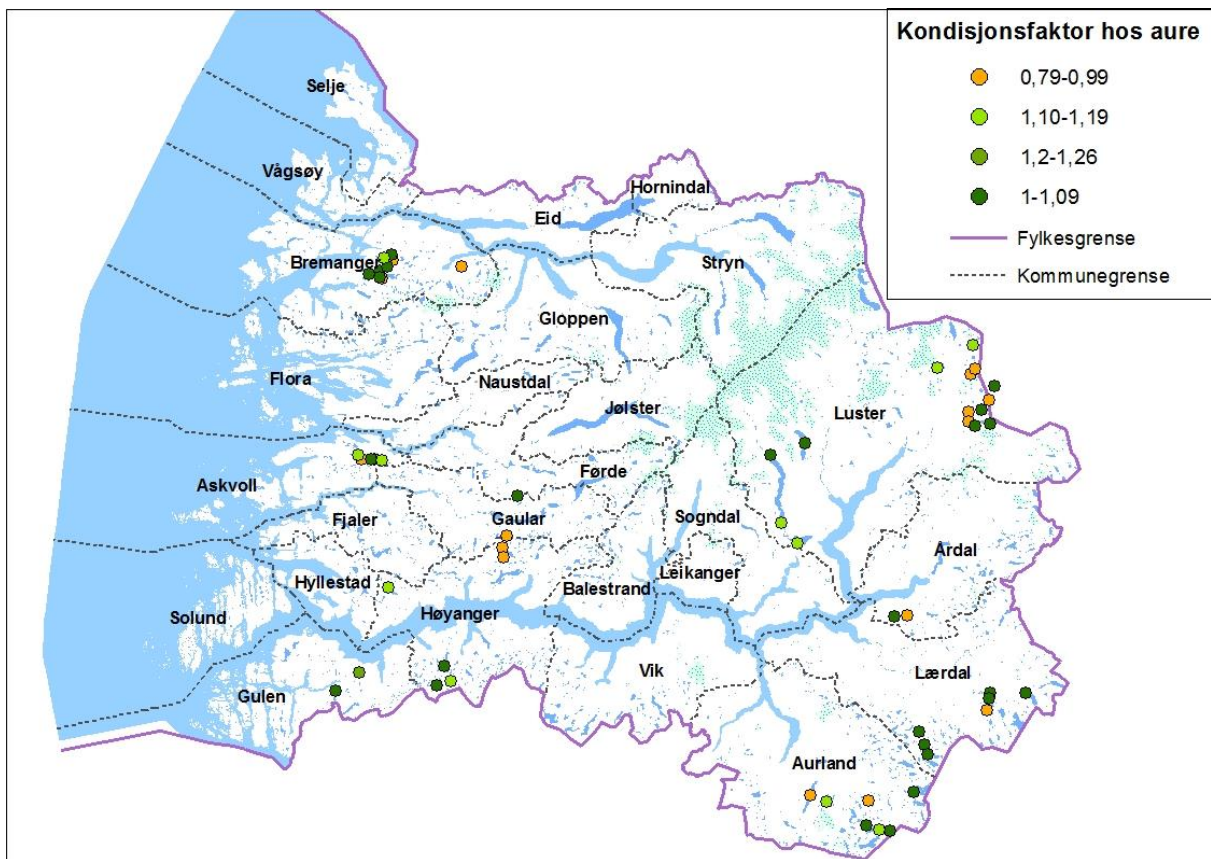 Kondisjonsfaktor hos aure
0,79-0,99
1,10-1,19
1,2-1,26
1-1,09
Fylkesgrense
Kommunegrense
Selje
Vågsøy
Hornindal
Eid
Bremanger
Stryn
Gloppen
Flora
Naustdal
Jølster
Luster
Førde
Askvoll
Fjaler
Gaular
Sogndal
Årdal
Hyllestad
Balestrand
Leikanger
Solund
Høyanger
Vik
Lærdal
Gulen
Aurland